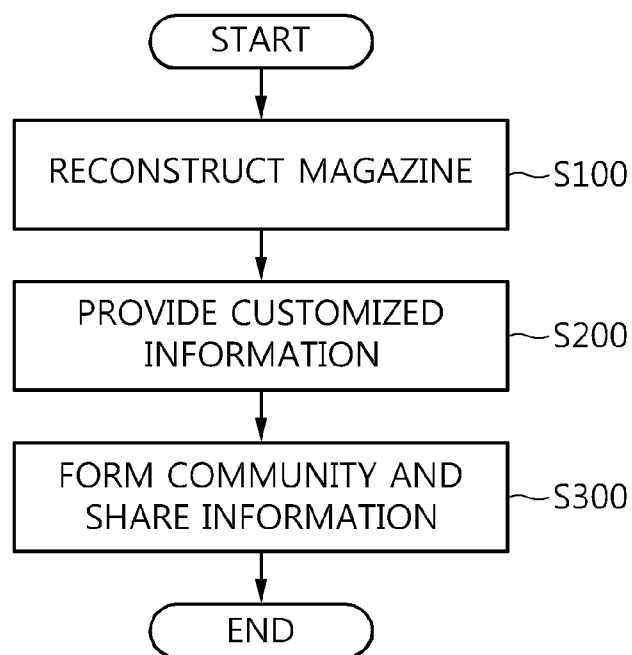 START
RECONSTRUCT MAGAZINE
S100
PROVIDE CUSTOMIZED
INFORMATION
S200
FORM COMMUNITY AND
SHARE INFORMATION
S300
END